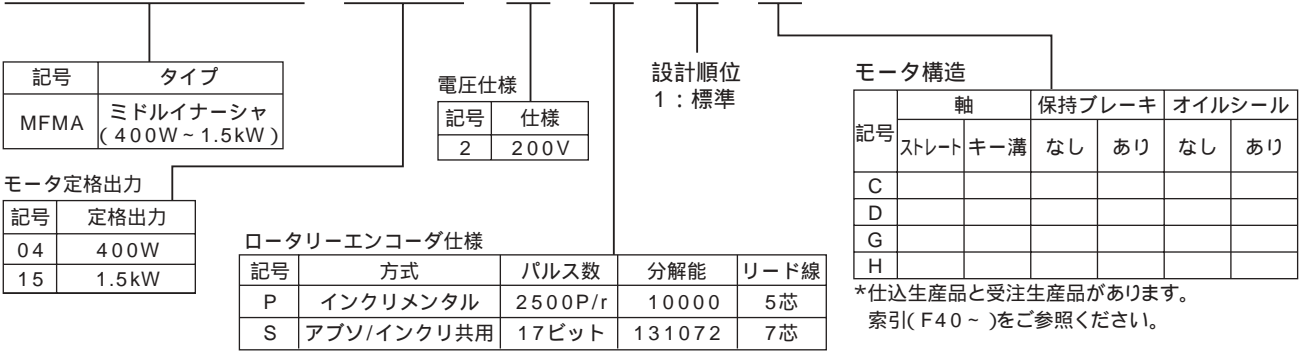 記号 タイプ
MFMA ミドルイナーシャ
(400W~1.5kW)
モータ定格出力
記号 定格出力
04 400W
15 1.5kW
電圧仕様
記号 仕様
2 200V
ロータリーエンコーダ仕様
記号 方式 パルス数 分解能 リード線
P インクリメンタル 2500P/r 10000 5芯
S アブソ/インクリ共用 17ビット 131072 7芯
設計順位
1:標準
モータ構造
記号 軸 保持ブレーキ オイルシール
ストレート キー溝 なし あり なし あり
C
D
G
H
*仕込生産品と受注生産品があります。
索引(F40~)をご参照ください。